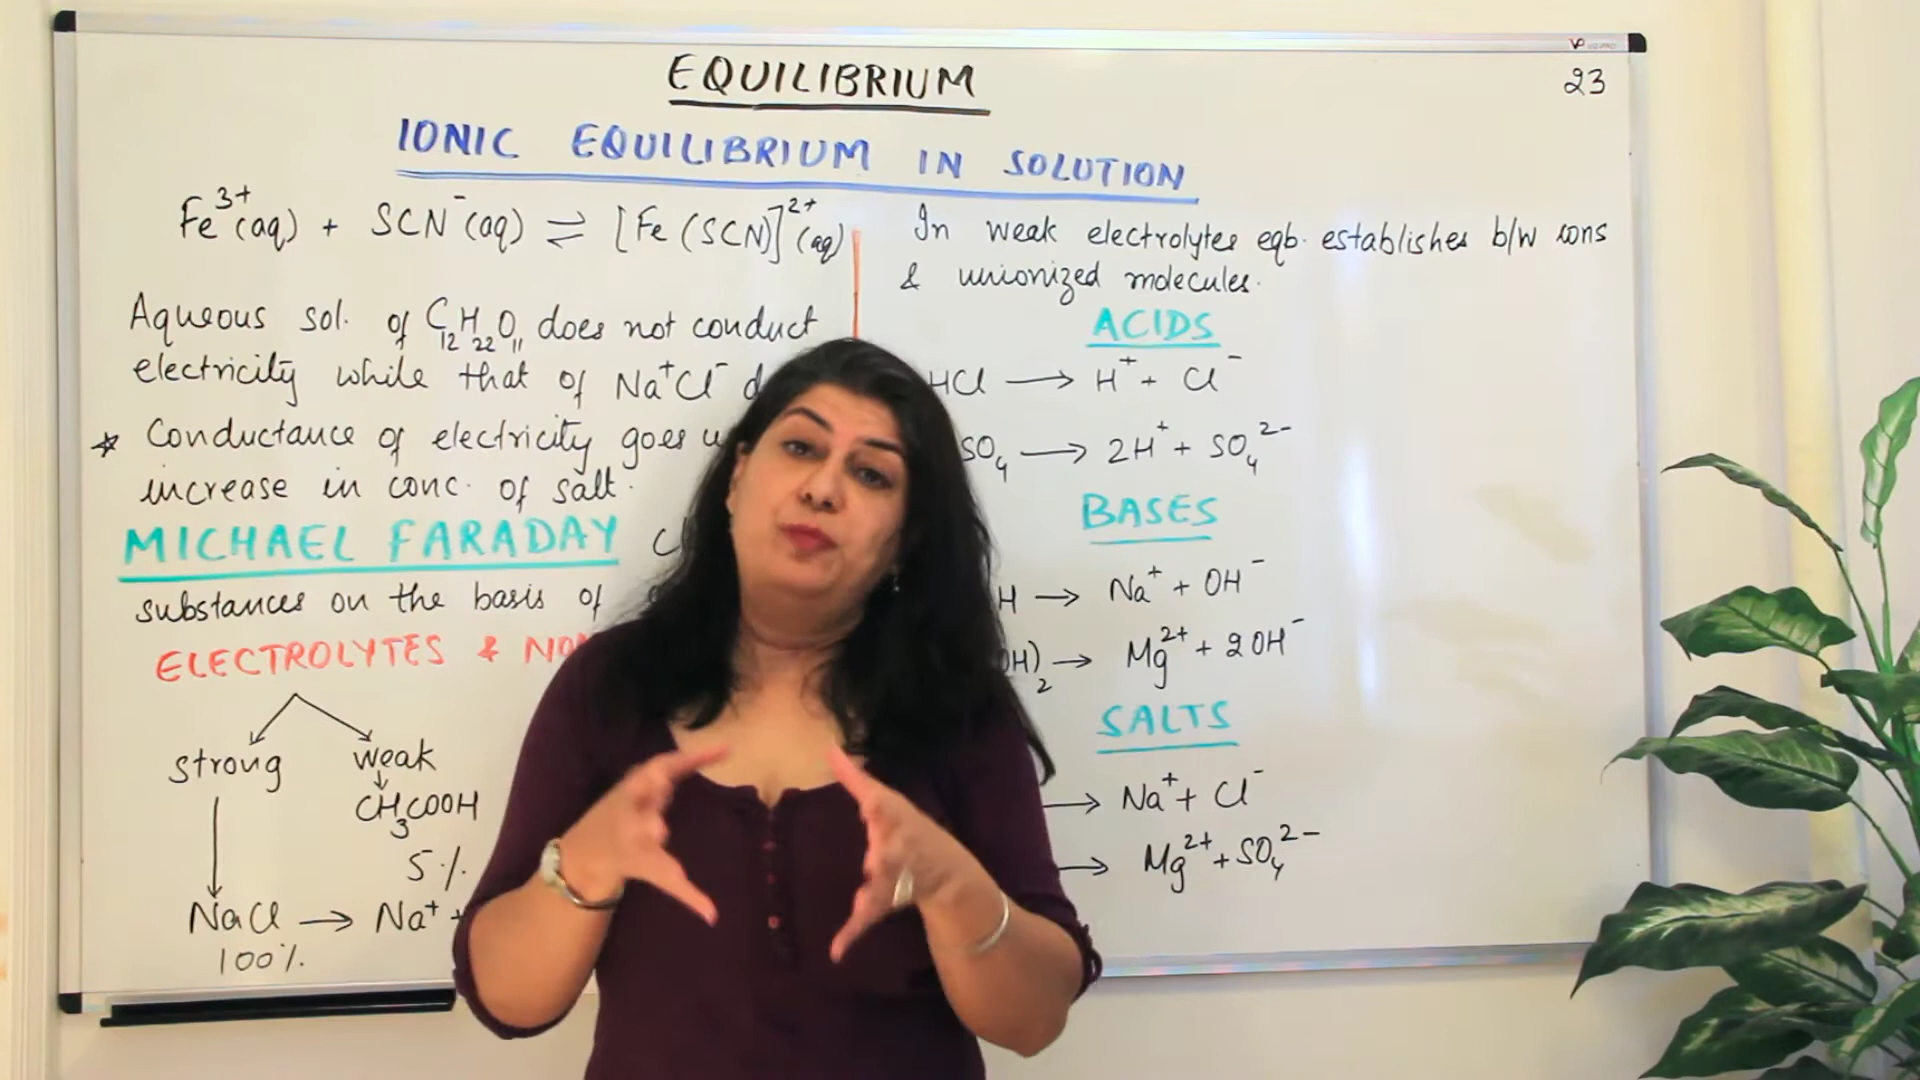 EQUILIBRIUM
23
IONIC EQUILIBRIUM IN SOLUTION
Fe³⁺(aq) + SCN⁻(aq) ⇌ [Fe(SCN)]²⁺(aq)
Aqueous sol. of C₁₂H₂₂O₁₁ does not conduct
electricity while that of Na⁺Cl⁻
* Conductance of electricity goes
increase in conc. of salt.
MICHAEL FARADAY
substances on the basis of
ELECTROLYTES &
strong weak
CH₃COOH
5%
NaCl → Na⁺ +
100%
In weak electrolytes eqb. establishes b/w ions
& unionized molecules.
ACIDS
HCl → H⁺ + Cl⁻
SO₄ → 2H⁺ + SO₄²⁻
BASES
H → Na⁺ + OH⁻
OH)₂ → Mg²⁺ + 2OH⁻
SALTS
→ Na⁺ + Cl⁻
→ Mg²⁺ + SO₄²⁻